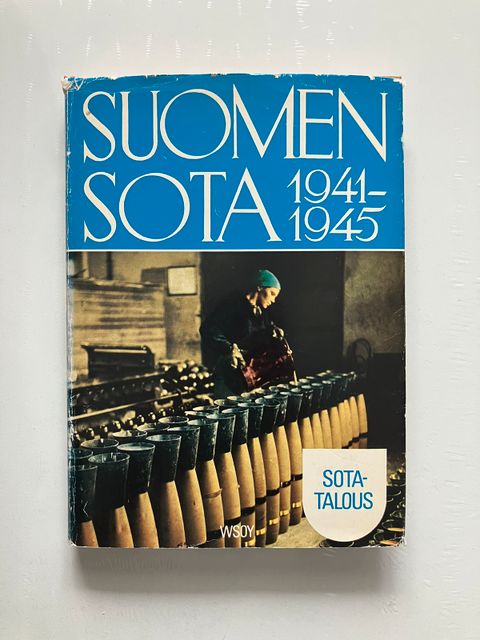 SUOMEN
SOTA 1941–
1945
SOTA-
TALOUS
WSOY